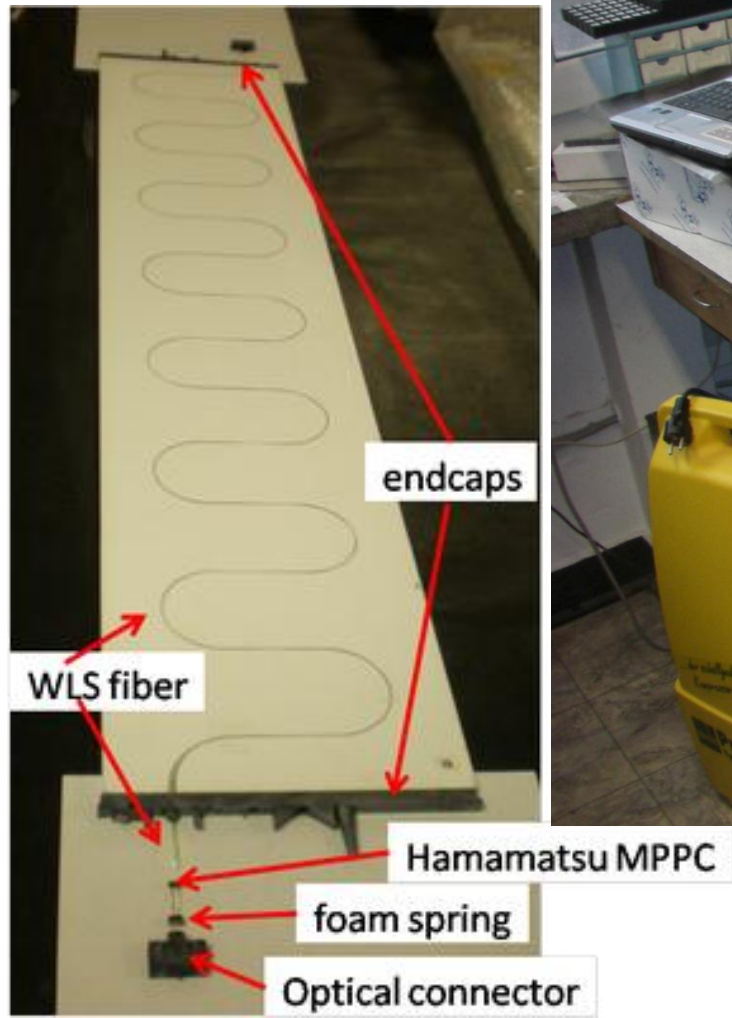 endcaps
WLS fiber
Hamamatsu MPPC
foam spring
Optical connector